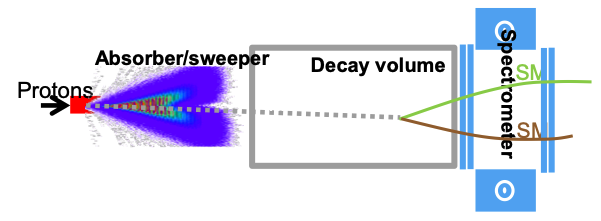 Absorber/sweeper
Protons
Decay volume
Spectrometer
SM
SM